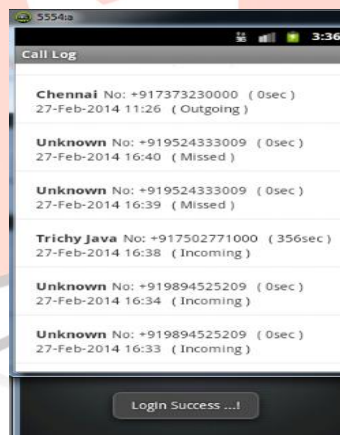 5554:a
3:36
Call Log
Chennai No: +917373230000 ( 0sec )
27-Feb-2014 11:26 ( Outgoing )
Unknown No: +919524333009 ( 0sec )
27-Feb-2014 16:40 ( Missed )
Unknown No: +919524333009 ( 0sec )
27-Feb-2014 16:39 ( Missed )
Trichy Java No: +917502771000 ( 356sec )
27-Feb-2014 16:38 ( Incoming )
Unknown No: +919894525209 ( 0sec )
27-Feb-2014 16:34 ( Incoming )
Unknown No: +919894525209 ( 0sec )
27-Feb-2014 16:33 ( Incoming )
Login Success ...!